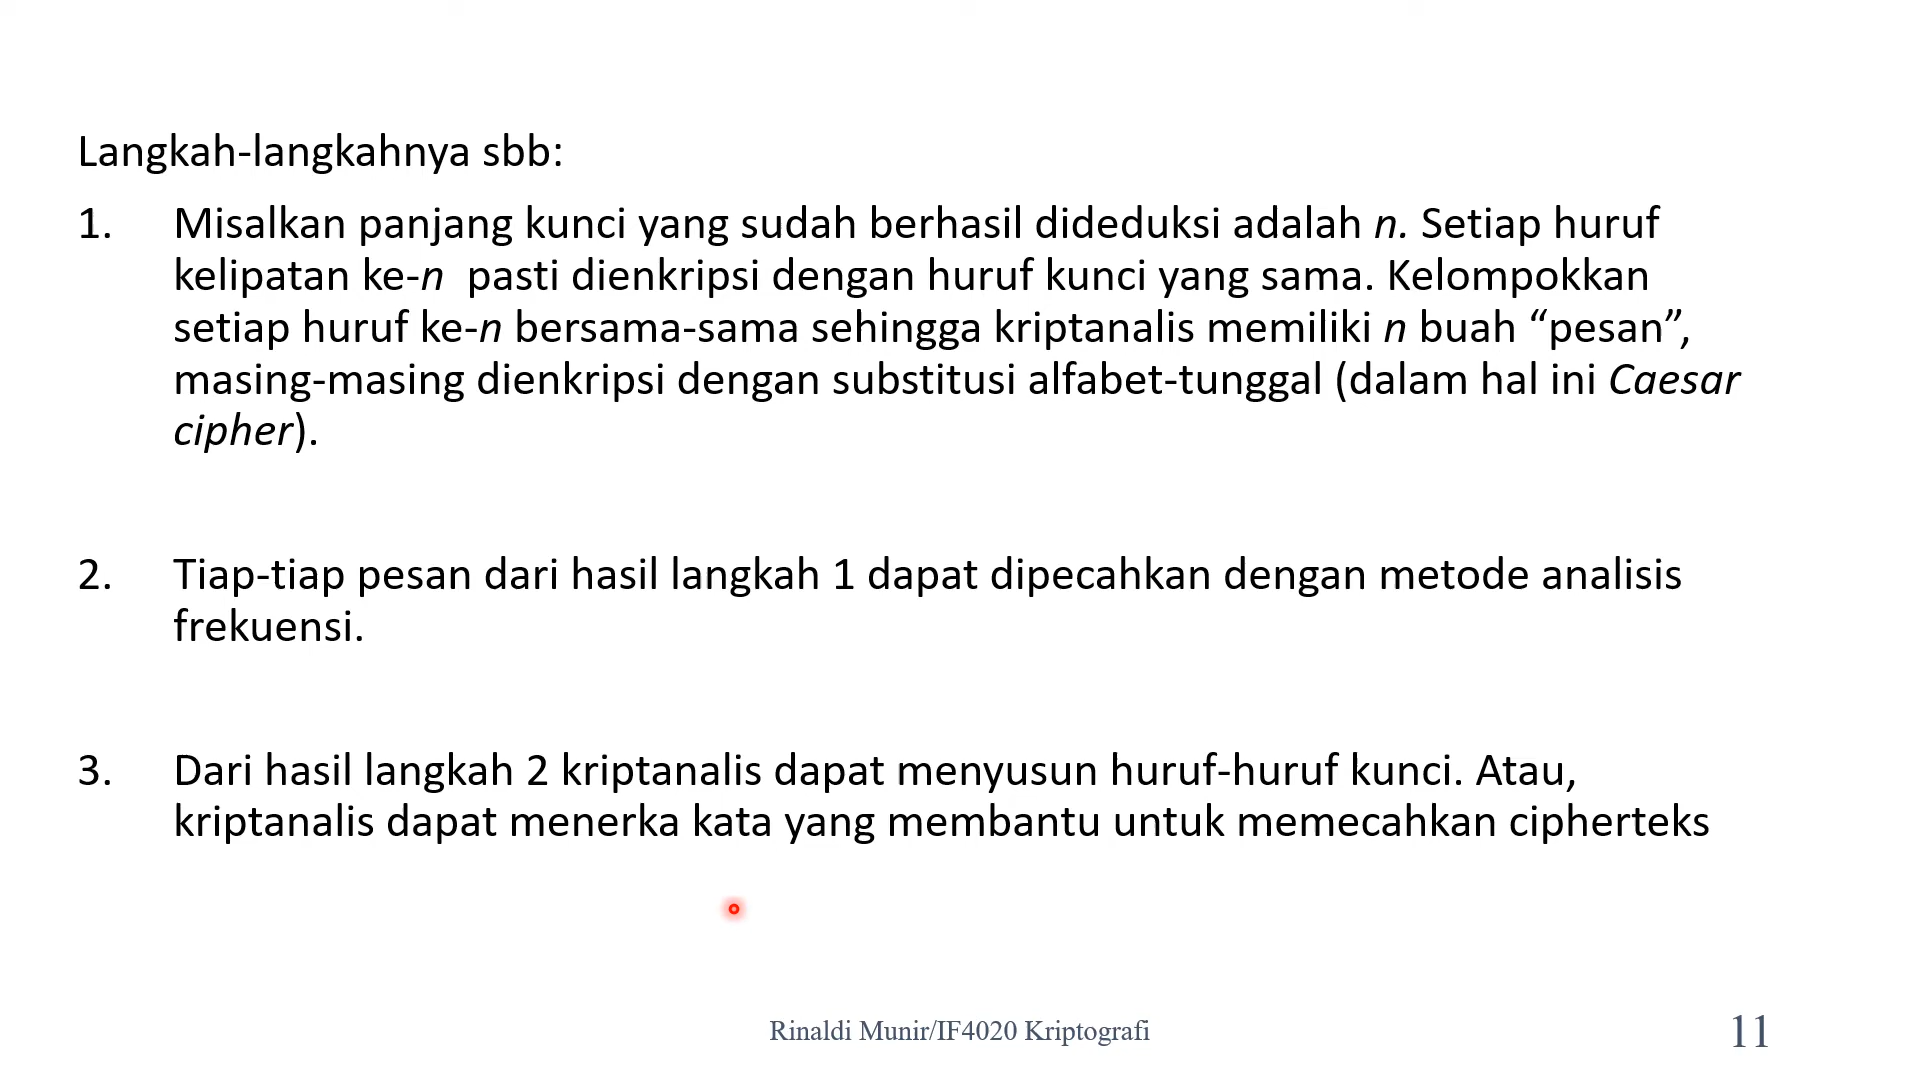 Langkah-langkahnya sbb:
1. Misalkan panjang kunci yang sudah berhasil dideduksi adalah n. Setiap huruf
kelipatan ke-n pasti dienkripsi dengan huruf kunci yang sama. Kelompokkan
setiap huruf ke-n bersama-sama sehingga kriptanalis memiliki n buah “pesan”,
masing-masing dienkripsi dengan substitusi alfabet-tunggal (dalam hal ini Caesar
cipher).
2. Tiap-tiap pesan dari hasil langkah 1 dapat dipecahkan dengan metode analisis
frekuensi.
3. Dari hasil langkah 2 kriptanalis dapat menyusun huruf-huruf kunci. Atau,
kriptanalis dapat menerka kata yang membantu untuk memecahkan cipherteks
Rinaldi Munir/IF4020 Kriptografi
11